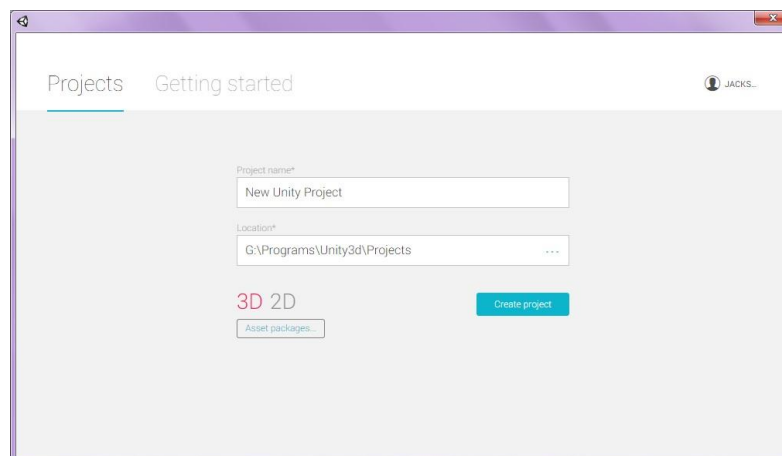 Projects Getting started
JACKS...
Project name*
New Unity Project
Location*
G:\Programs\Unity3d\Projects ...
3D 2D
Create project
Asset packages...